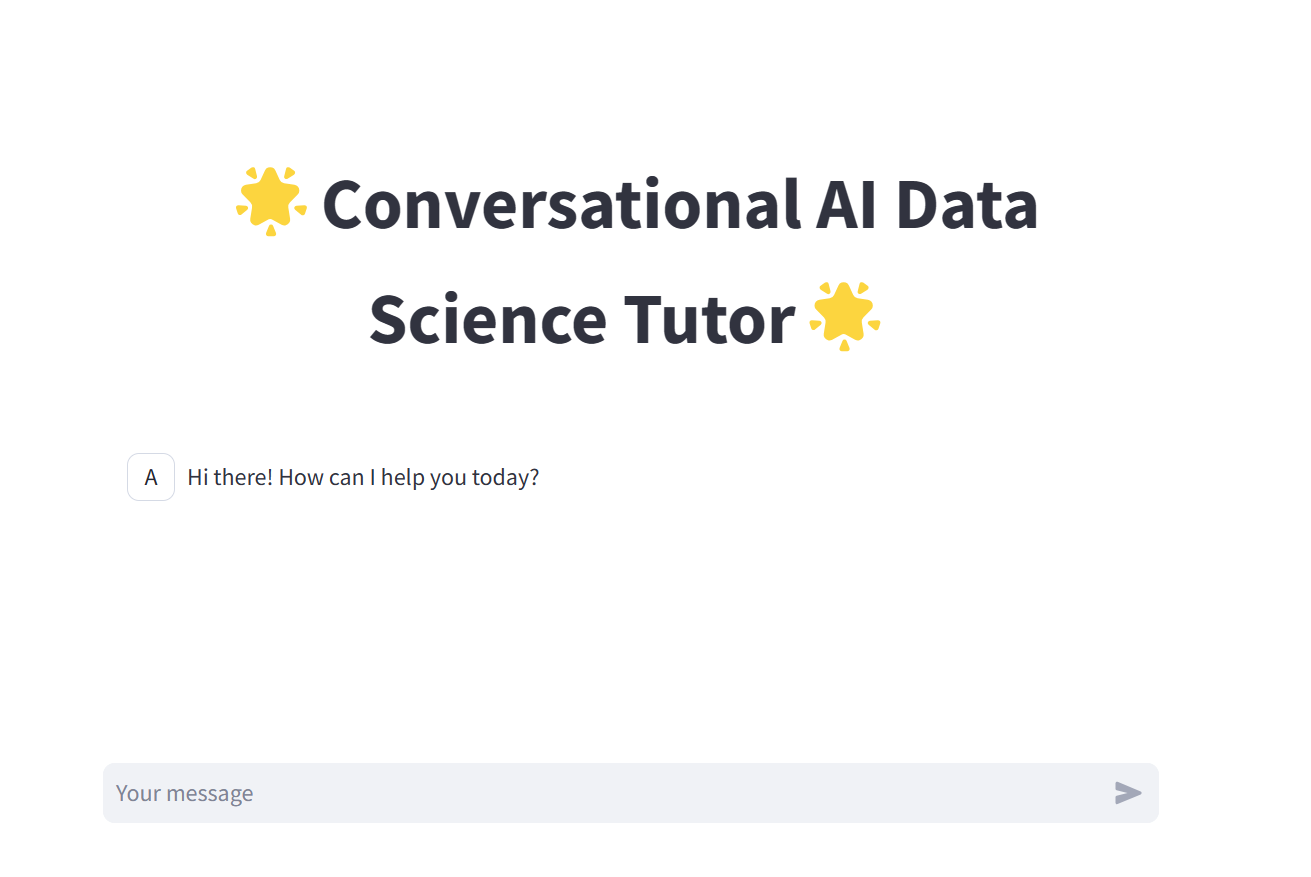 🌟 Conversational AI Data
Science Tutor 🌟
A
Hi there! How can I help you today?
Your message